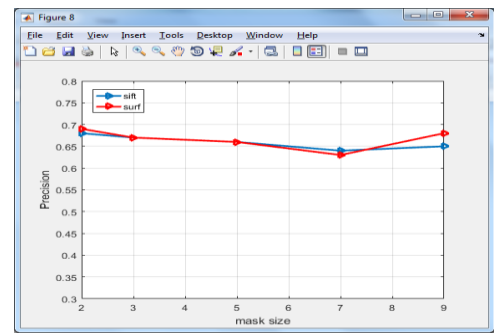 Figure 8
File Edit View Insert Tools Desktop Window Help
0.8
0.75
0.7
0.65
0.6
0.55
0.5
0.45
0.4
0.35
0.3
sift
surf
Precision
2 3 4 5 6 7 8 9
mask size